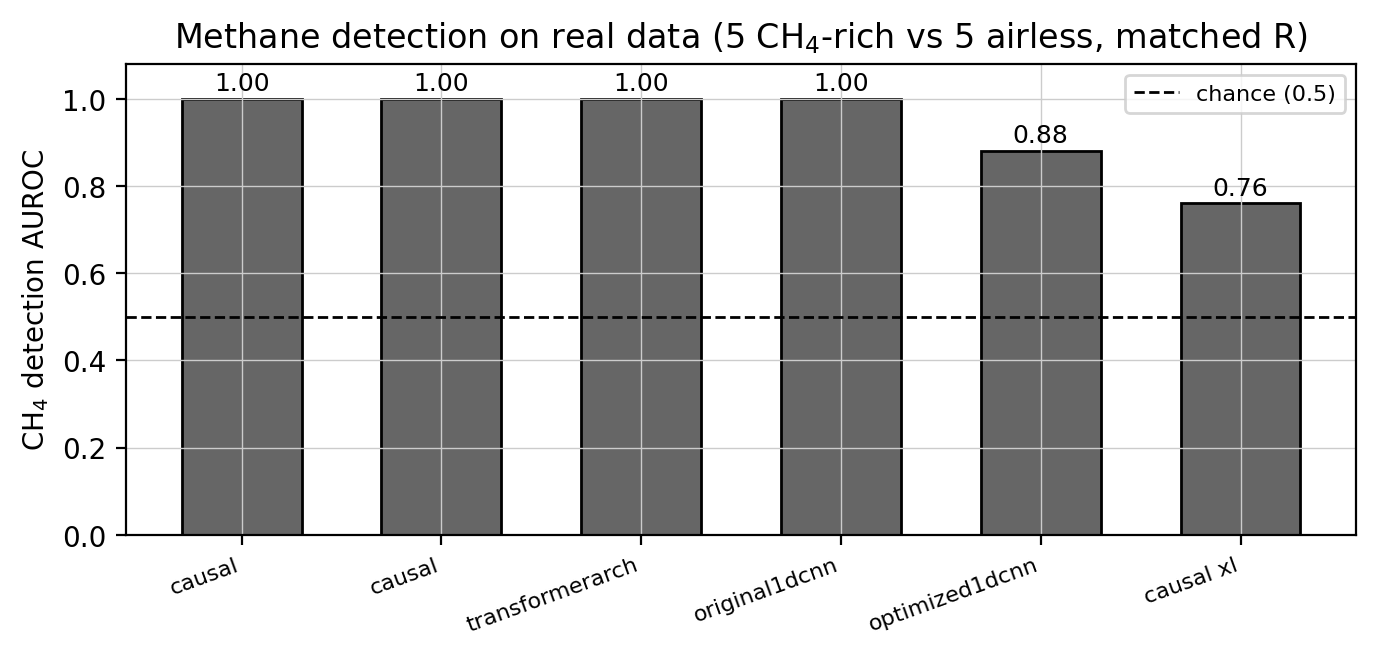 Methane detection on real data (5 CH₄-rich vs 5 airless, matched R)
CH₄ detection AUROC
1.0
0.8
0.6
0.4
0.2
0.0
1.00
1.00
1.00
1.00
0.88
0.76
chance (0.5)
causal
causal
transformerarch
original1dcnn
optimized1dcnn
causal xl